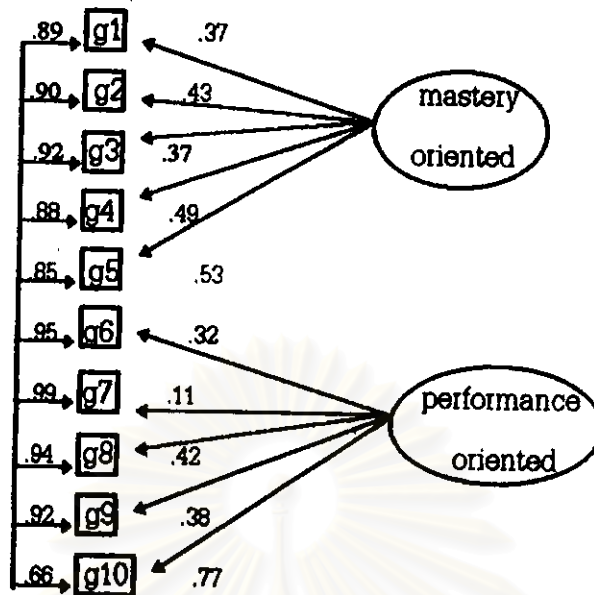 .89 g1 .37
.90 g2 .43
mastery
.92 g3 .37
oriented
.88 g4 .49
.85 g5 .53
.95 g6 .32
.99 g7 .11
performance
.94 g8 .42
oriented
.92 g9 .38
.66 g10 .77